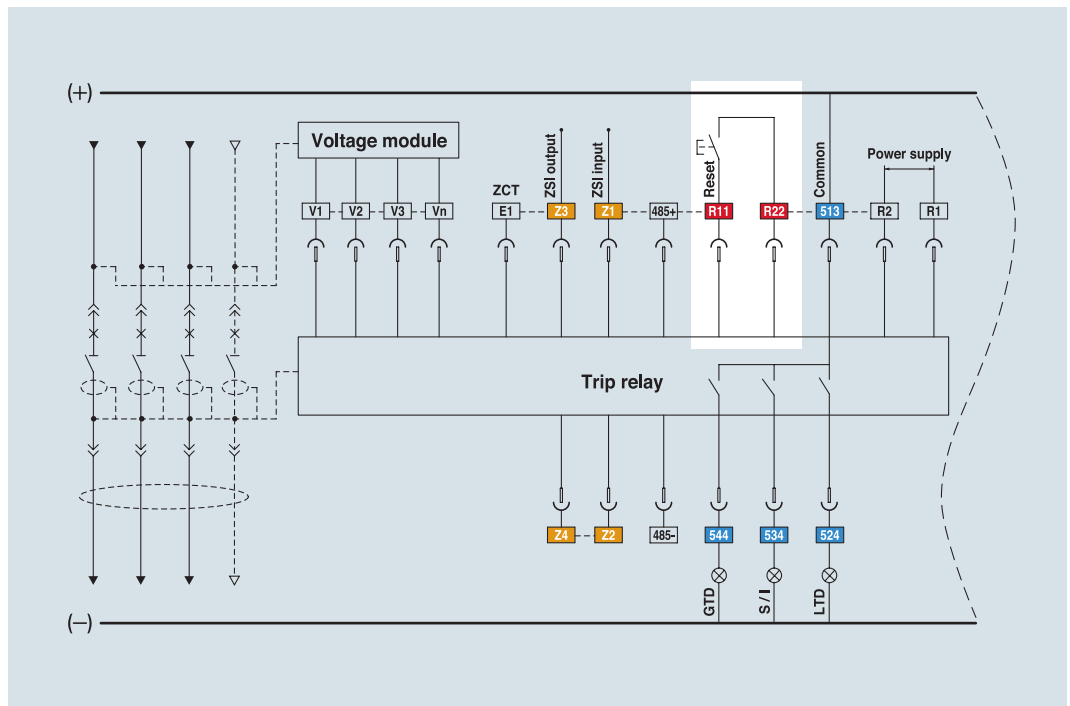 (+)
Voltage module
ZCT
ZSI output
ZSI input
Reset
Common
Power supply
V1
V2
V3
Vn
E1
Z3
Z1
485+
R11
R22
513
R2
R1
Trip relay
Z4
Z2
485-
544
534
524
GTD
S / I
LTD
(—)